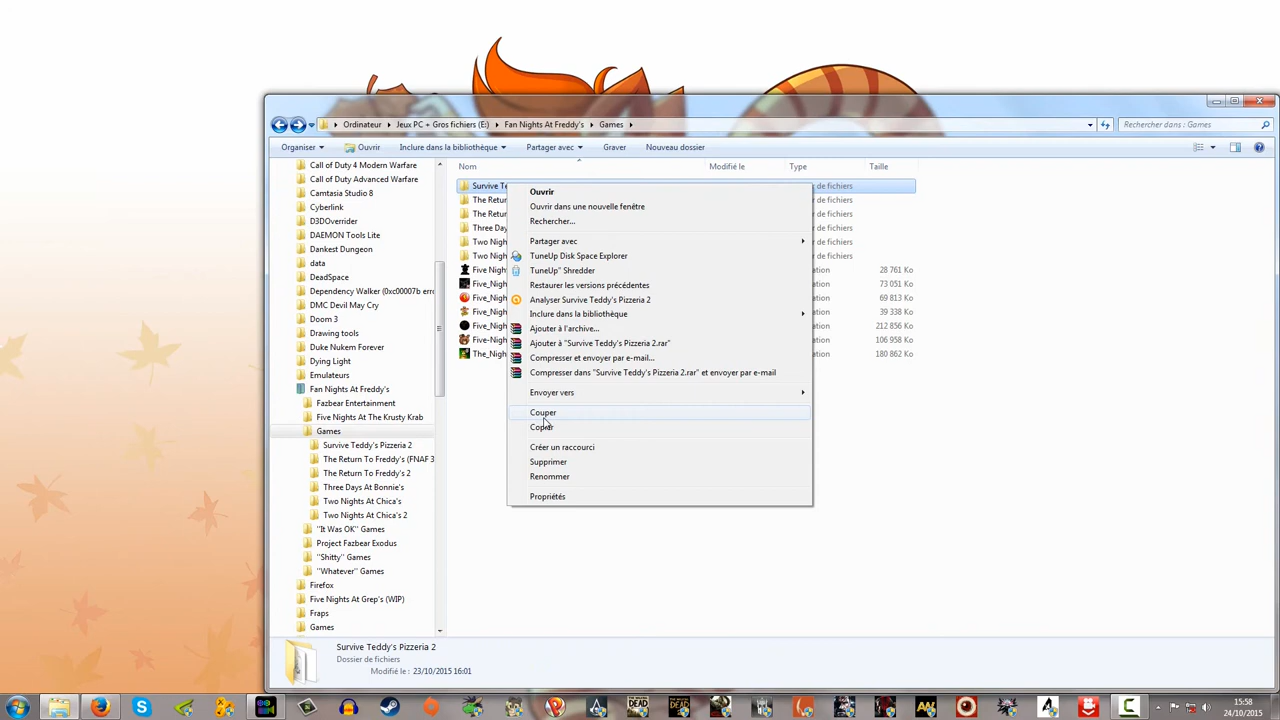 Ordinateur Jeux PC + Gros fichiers (E:) Fan Nights At Freddy's Games Rechercher dans : Games
Organiser Ouvrir Inclure dans la bibliothèque Partager avec Graver Nouveau dossier
Call of Duty 4 Modern Warfare
Call of Duty Advanced Warfare
Camtasia Studio 8
Cyberlink
D3DOverrider
DAEMON Tools Lite
Dankest Dungeon
data
DeadSpace
Dependency Walker (0xc00007b erro
DMC Devil May Cry
Doom 3
Drawing tools
Duke Nukem Forever
Dying Light
Emulateurs
Fan Nights At Freddy's
Fazbear Entertainment
Five Nights At The Krusty Krab
Games
Survive Teddy's Pizzeria 2
The Return To Freddy's (FNAF 3
The Return To Freddy's 2
Three Days At Bonnie's
Two Nights At Chica's
Two Nights At Chica's 2
"It Was OK" Games
Project Fazbear Exodus
"Shitty" Games
"Whatever" Games
Firefox
Five Nights At Grep's (WIP)
Fraps
Games
Nom Modifié le Type Taille
Survive Te r de fichiers
The Retur r de fichiers
The Retur r de fichiers
Three Day r de fichiers
Two Nigh r de fichiers
Two Nigh r de fichiers
Five Nigh ation 28 761 Ko
Five_Nigh ation 73 051 Ko
Five_Nigh ation 69 813 Ko
Five_Nigh ation 39 338 Ko
Five_Nigh ation 212 856 Ko
Five-Nigh ation 106 958 Ko
The_Nigh ation 180 862 Ko
Ouvrir
Ouvrir dans une nouvelle fenêtre
Rechercher...
Partager avec
TuneUp Disk Space Explorer
TuneUp" Shredder
Restaurer les versions précédentes
Analyser Survive Teddy's Pizzeria 2
Inclure dans la bibliothèque
Ajouter à l'archive...
Ajouter à "Survive Teddy's Pizzeria 2.rar"
Compresser et envoyer par e-mail...
Compresser dans "Survive Teddy's Pizzeria 2.rar" et envoyer par e-mail
Envoyer vers
Couper
Copier
Créer un raccourci
Supprimer
Renommer
Propriétés
Survive Teddy's Pizzeria 2
Dossier de fichiers
Modifié le : 23/10/2015 16:01
15:58
24/10/2015